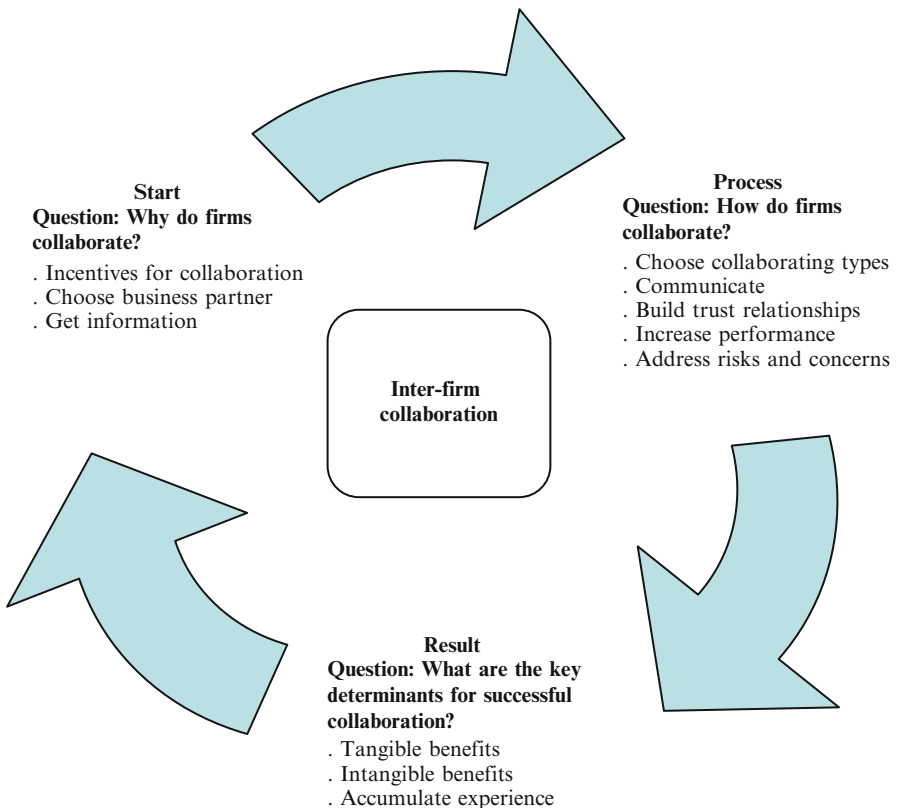 Start
Question: Why do firms
collaborate?
. Incentives for collaboration
. Choose business partner
. Get information
Process
Question: How do firms
collaborate?
. Choose collaborating types
. Communicate
. Build trust relationships
. Increase performance
. Address risks and concerns
Inter-firm
collaboration
Result
Question: What are the key
determinants for successful
collaboration?
. Tangible benefits
. Intangible benefits
. Accumulate experience